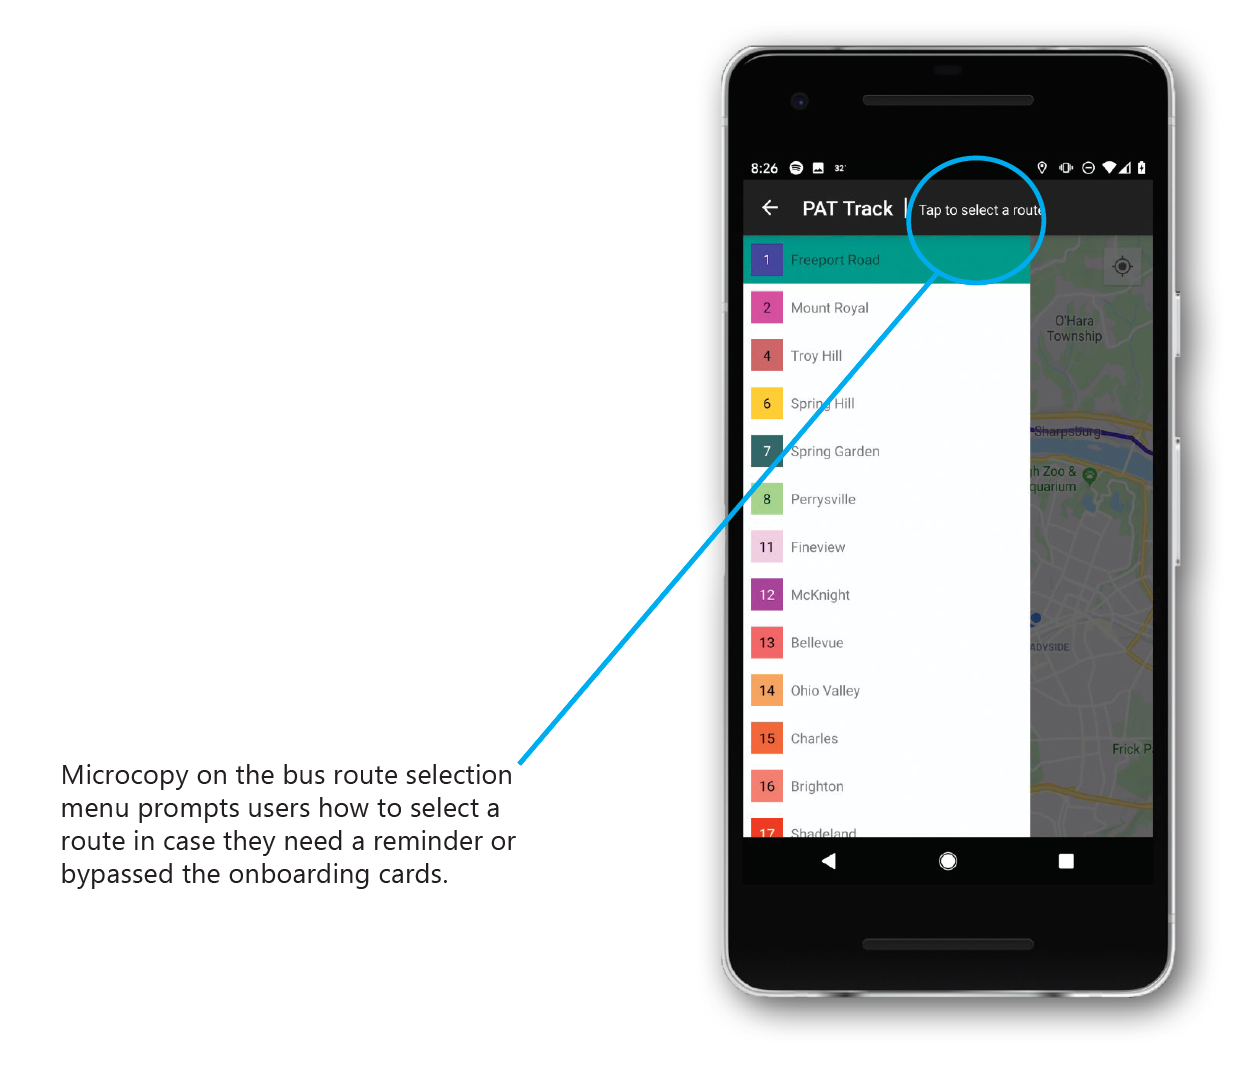 8:26 32°
PAT Track | Tap to select a route
1 Freeport Road
2 Mount Royal
4 Troy Hill
6 Spring Hill
7 Spring Garden
8 Perrysville
11 Fineview
12 McKnight
13 Bellevue
14 Ohio Valley
15 Charles
16 Brighton
17 Shadeland
O'Hara
Township
Sharpsburg
gh Zoo &
quarium
ADYSIDE
Frick P
Microcopy on the bus route selection
menu prompts users how to select a
route in case they need a reminder or
bypassed the onboarding cards.